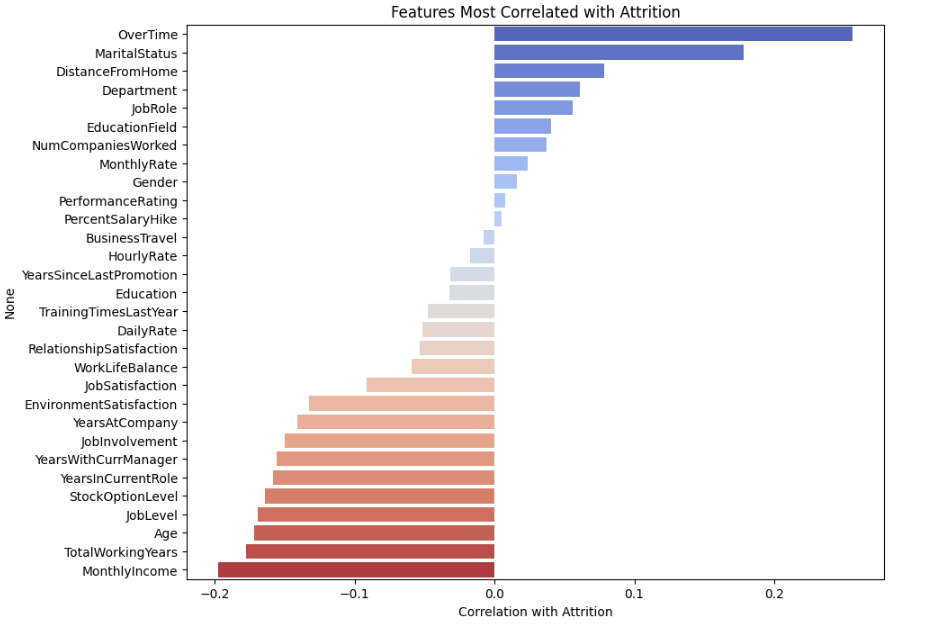 Features Most Correlated with Attrition
OverTime
MaritalStatus
DistanceFromHome
Department
JobRole
EducationField
NumCompaniesWorked
MonthlyRate
Gender
PerformanceRating
PercentSalaryHike
BusinessTravel
HourlyRate
YearsSinceLastPromotion
Education
TrainingTimesLastYear
DailyRate
RelationshipSatisfaction
WorkLifeBalance
JobSatisfaction
EnvironmentSatisfaction
YearsAtCompany
JobInvolvement
YearsWithCurrManager
YearsInCurrentRole
StockOptionLevel
JobLevel
Age
TotalWorkingYears
MonthlyIncome
None
−0.2 −0.1 0.0 0.1 0.2
Correlation with Attrition